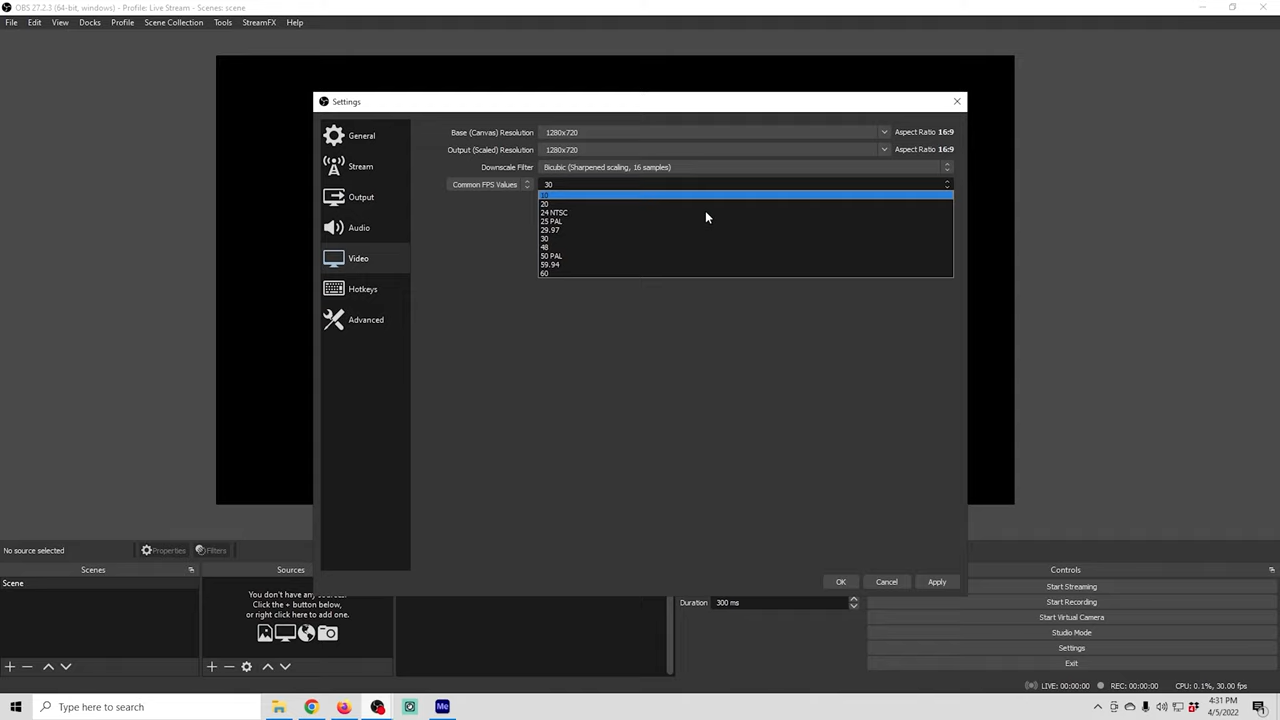 OBS 27.2.3 (64-bit, windows) - Profile: Live Stream - Scenes: scene
File Edit View Docks Profile Scene Collection Tools StreamFX Help
Settings
General
Stream
Output
Audio
Video
Hotkeys
Advanced
Base (Canvas) Resolution 1280x720 Aspect Ratio 16:9
Output (Scaled) Resolution 1280x720 Aspect Ratio 16:9
Downscale Filter Bicubic (Sharpened scaling, 16 samples)
Common FPS Values 30
10
20
24 NTSC
25 PAL
29.97
30
48
50 PAL
59.94
60
OK Cancel Apply
No source selected Properties Filters
Scenes
Scene
Sources
You don't have any sources.
Click the + button below,
or right click here to add one.
Duration 300 ms
Controls
Start Streaming
Start Recording
Start Virtual Camera
Studio Mode
Settings
Exit
LIVE: 00:00:00 REC: 00:00:00 CPU: 0.1%, 30.00 fps
Type here to search
Me
4:31 PM
4/5/2022